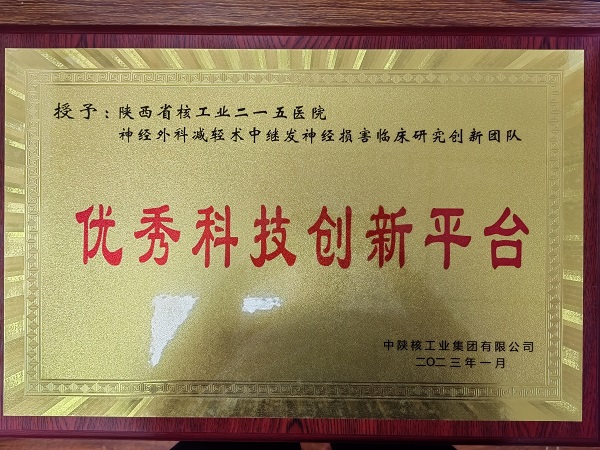 授予：陕西省核工业二一五医院
神经外科减轻术中继发神经损害临床研究创新团队
优秀科技创新平台
中陕核工业集团有限公司
二〇二三年一月